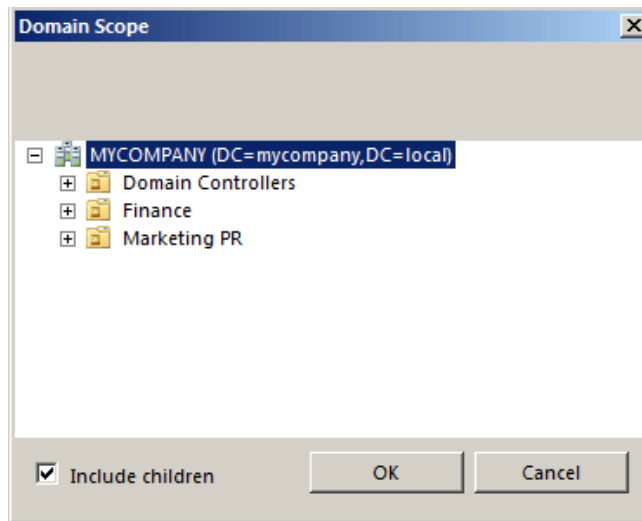 Domain Scope
MYCOMPANY (DC=mycompany,DC=local)
Domain Controllers
Finance
Marketing PR
Include children
OK
Cancel